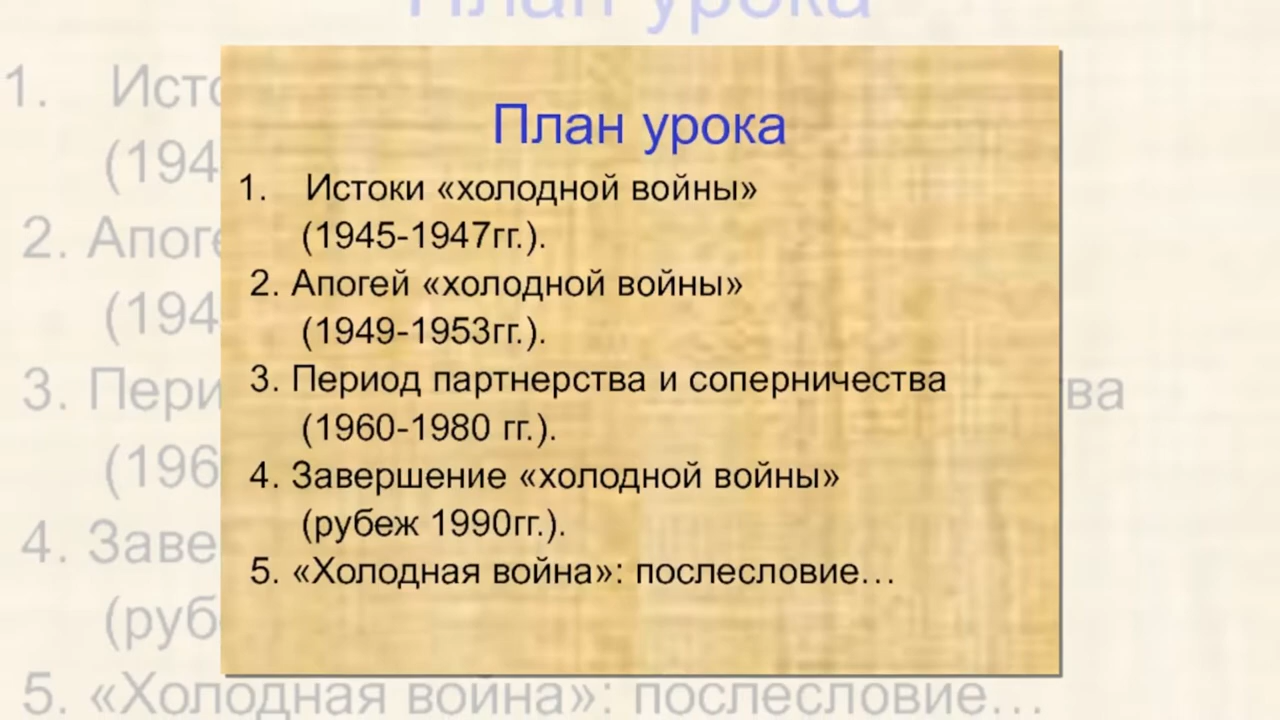 План урока
1. Истоки «холодной войны»
(1945-1947гг.).
2. Апогей «холодной войны»
(1949-1953гг.).
3. Период партнерства и соперничества
(1960-1980 гг.).
4. Завершение «холодной войны»
(рубеж 1990гг.).
5. «Холодная война»: послесловие…